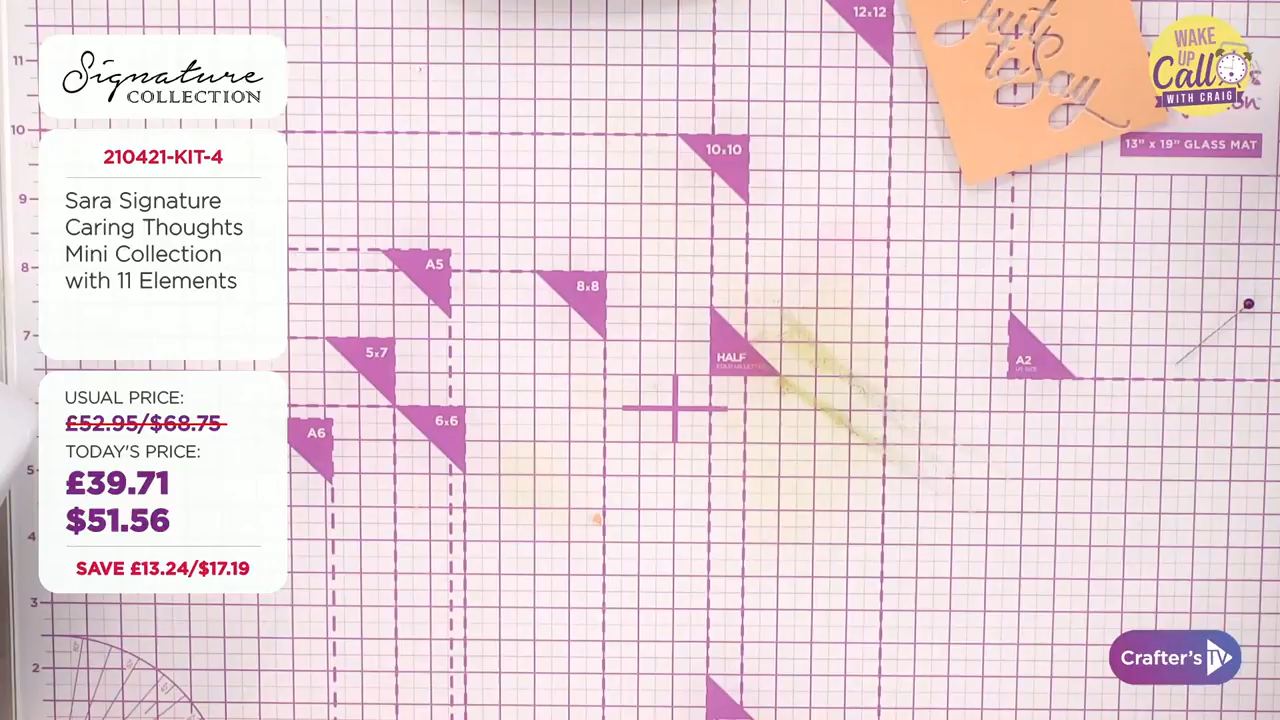 Signature
COLLECTION
210421-KIT-4
Sara Signature
Caring Thoughts
Mini Collection
with 11 Elements
USUAL PRICE:
£52.95/$68.75
TODAY'S PRICE:
£39.71
$51.56
SAVE £13.24/$17.19
11
10
9
8
7
5
4
3
2
12x12
10x10
A5
8x8
5x7
HALF
A2
6x6
A6
Just
to Say
WAKE
UP
Call
WITH CRAIG
13" x 19" GLASS MAT
Crafter's TV